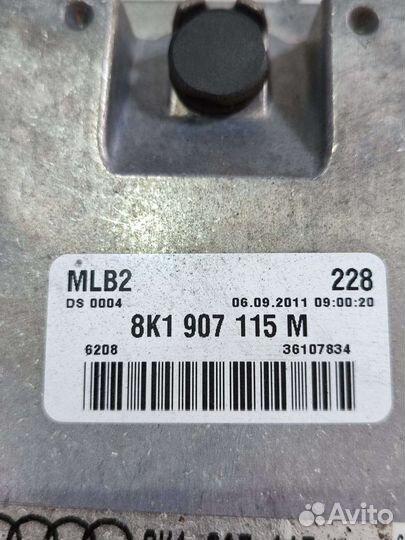 MLB2 228
DS 0004 06.09.2011 09:00:20
8K1 907 115 M
6208 36107834
Avito